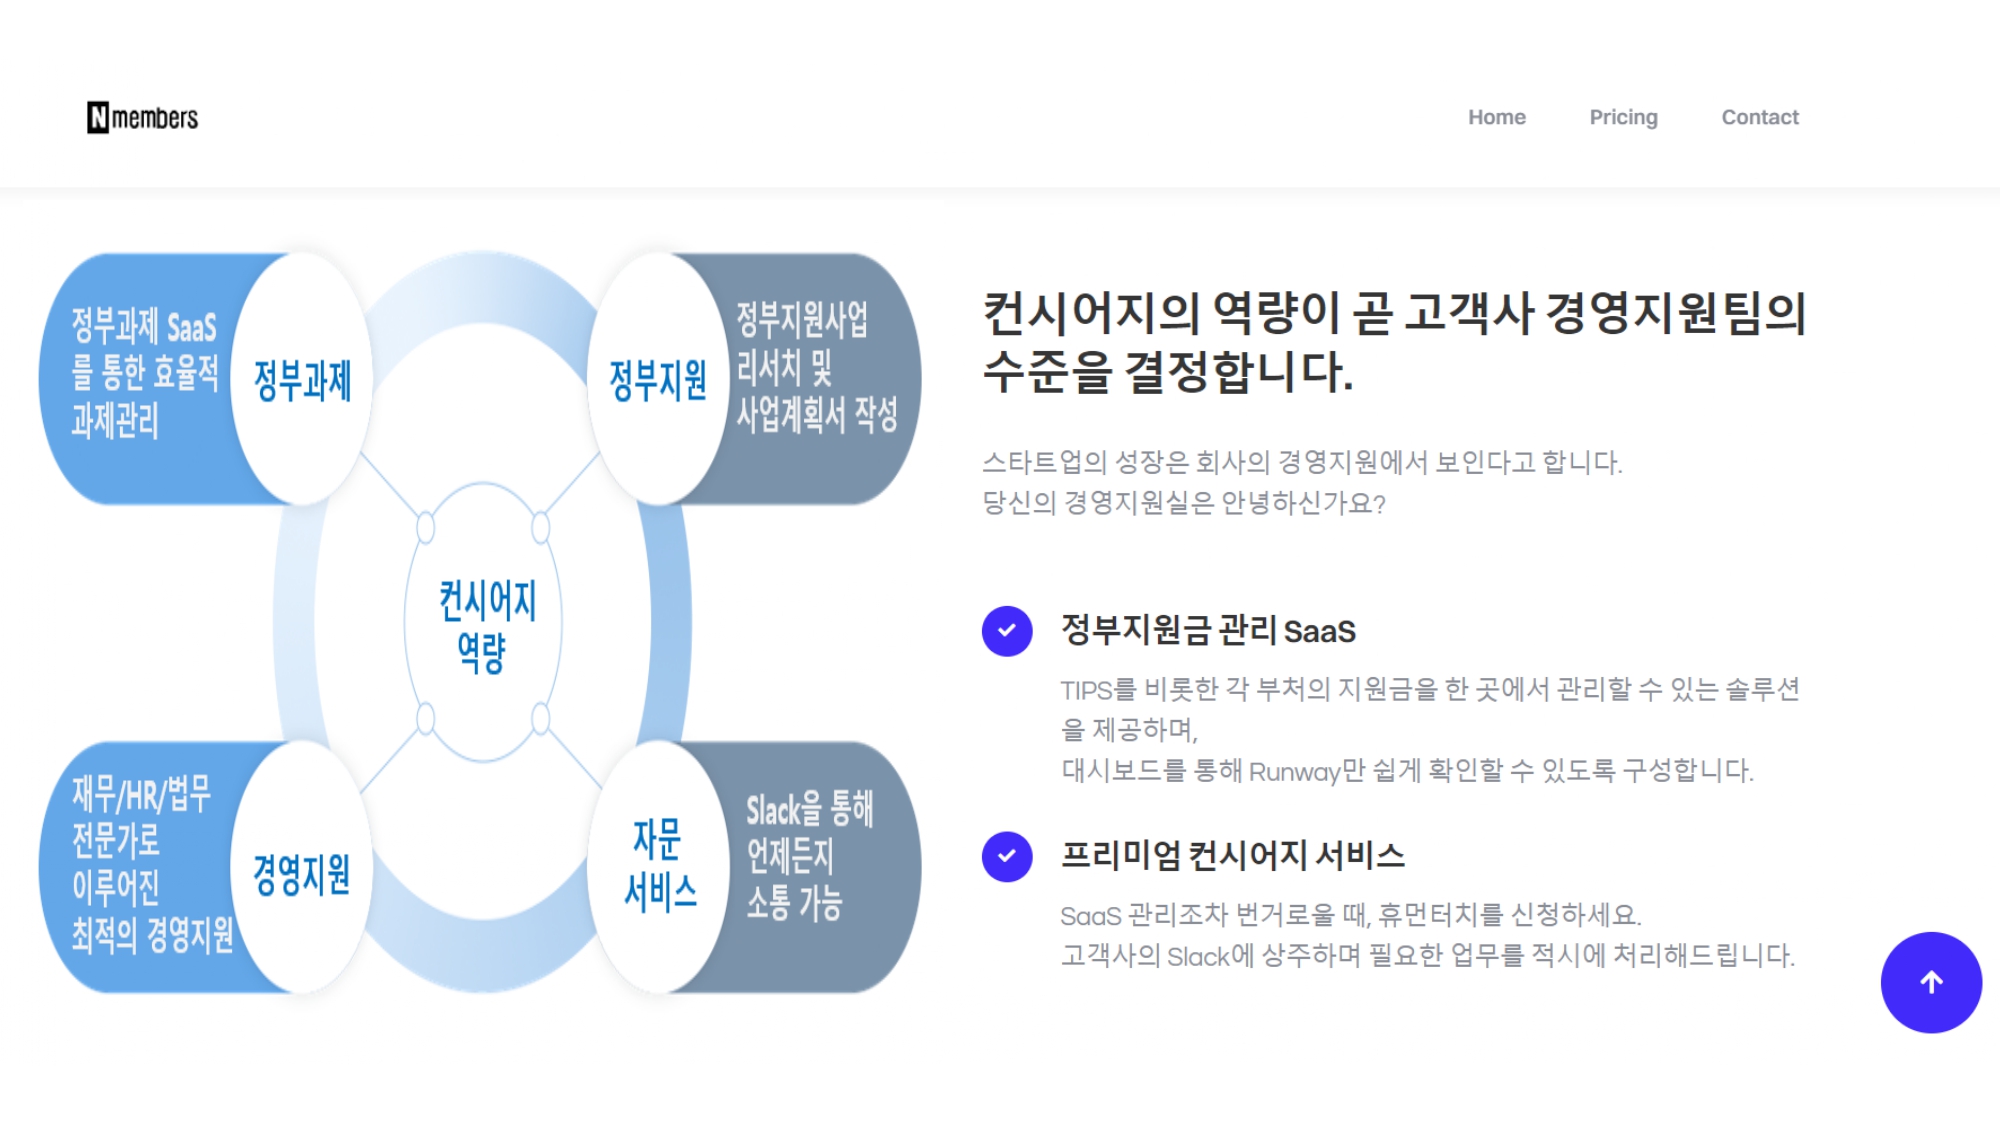 N members
Home
Pricing
Contact
정부과제 SaaS
를 통한 효율적
과제관리
정부과제
정부지원
정부지원사업
리서치 및
사업계획서 작성
컨시어지
역량
재무/HR/법무
전문가로
이루어진
최적의 경영지원
경영지원
자문
서비스
Slack을 통해
언제든지
소통 가능
컨시어지의 역량이 곧 고객사 경영지원팀의
수준을 결정합니다.
스타트업의 성장은 회사의 경영지원에서 보인다고 합니다.
당신의 경영지원실은 안녕하신가요?
정부지원금 관리 SaaS
TIPS를 비롯한 각 부처의 지원금을 한 곳에서 관리할 수 있는 솔루션
을 제공하며,
대시보드를 통해 Runway만 쉽게 확인할 수 있도록 구성합니다.
프리미엄 컨시어지 서비스
SaaS 관리조차 번거로울 때, 휴먼터치를 신청하세요.
고객사의 Slack에 상주하며 필요한 업무를 적시에 처리해드립니다.